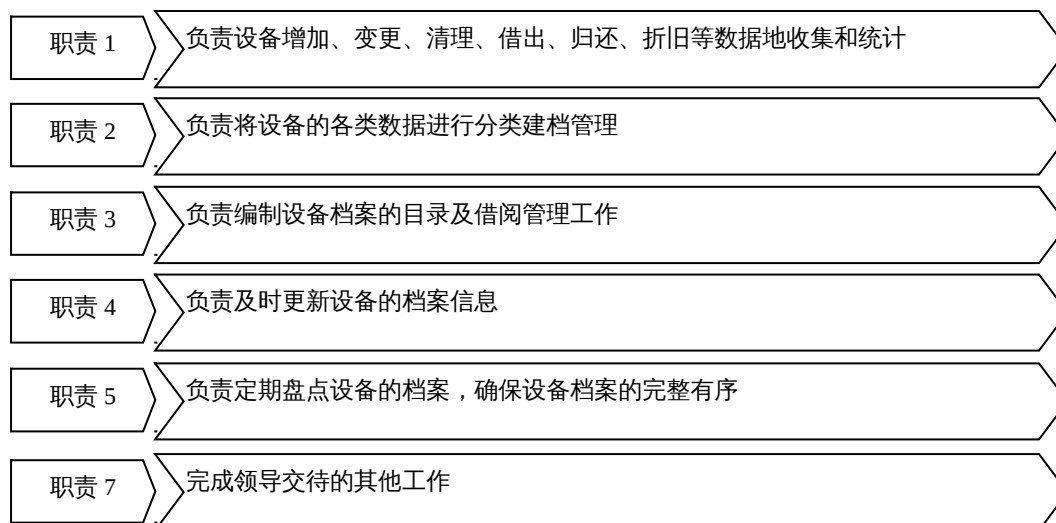 职责 1
负责设备增加、变更、清理、借出、归还、折旧等数据地收集和统计
职责 2
负责将设备的各类数据进行分类建档管理
职责 3
负责编制设备档案的目录及借阅管理工作
职责 4
负责及时更新设备的档案信息
职责 5
负责定期盘点设备的档案，确保设备档案的完整有序
职责 7
完成领导交待的其他工作